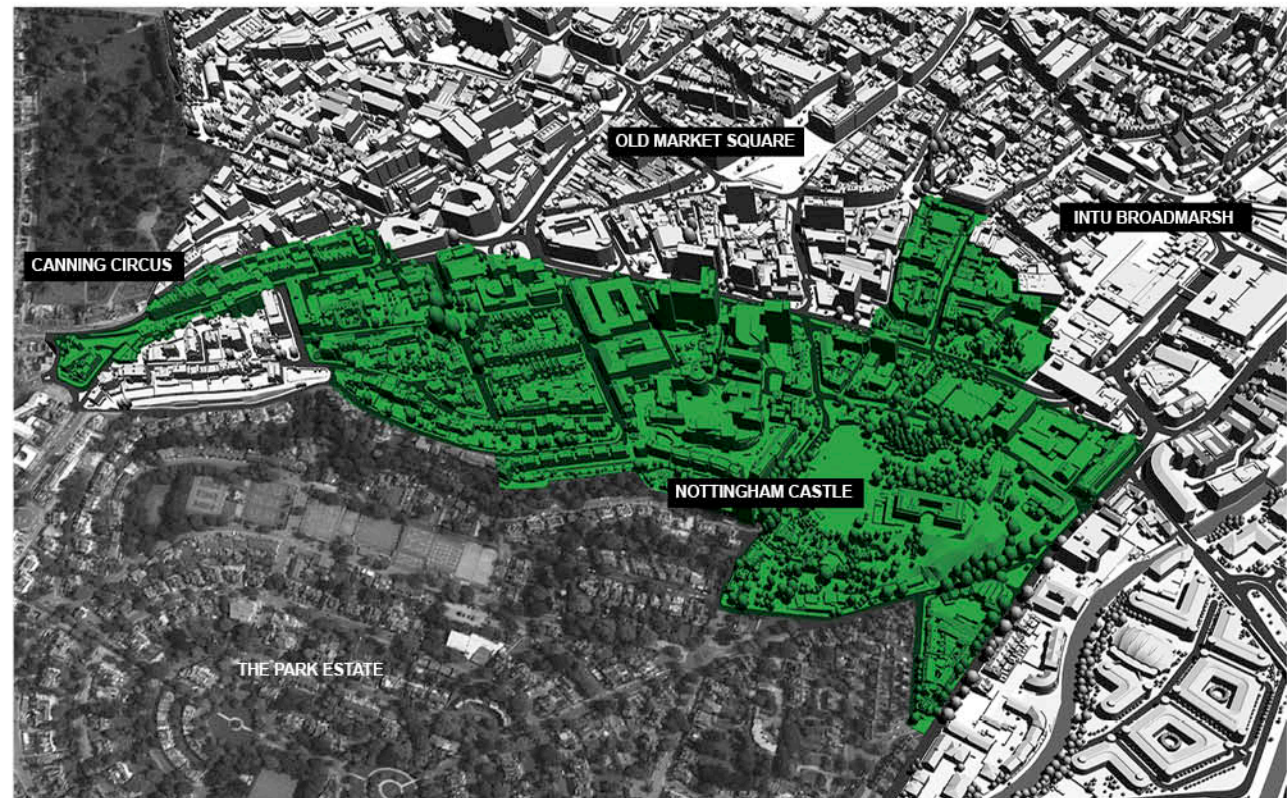 OLD MARKET SQUARE
INTU BROADMARSH
CANNING CIRCUS
NOTTINGHAM CASTLE
THE PARK ESTATE